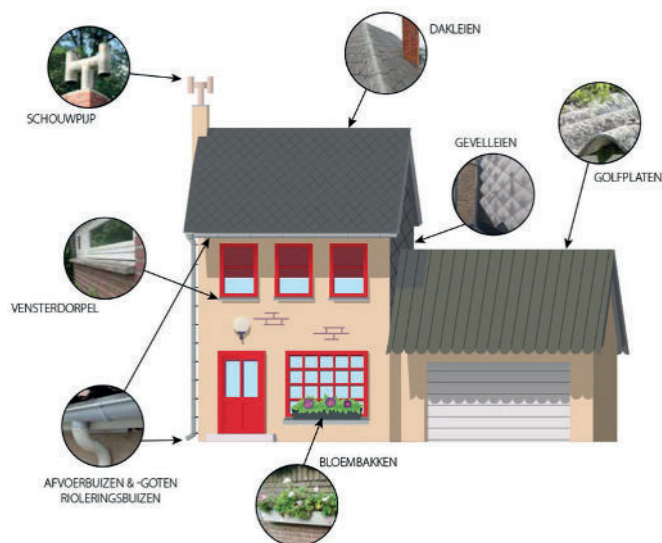 DAKLEIEN
SCHOUWPIJP
GEVELLEIEN
GOLFPLATEN
VENSTERDORPEL
AFVOERBUIZEN & -GOTEN
RIOLERINGSBUIZEN
BLOEMBAKKEN